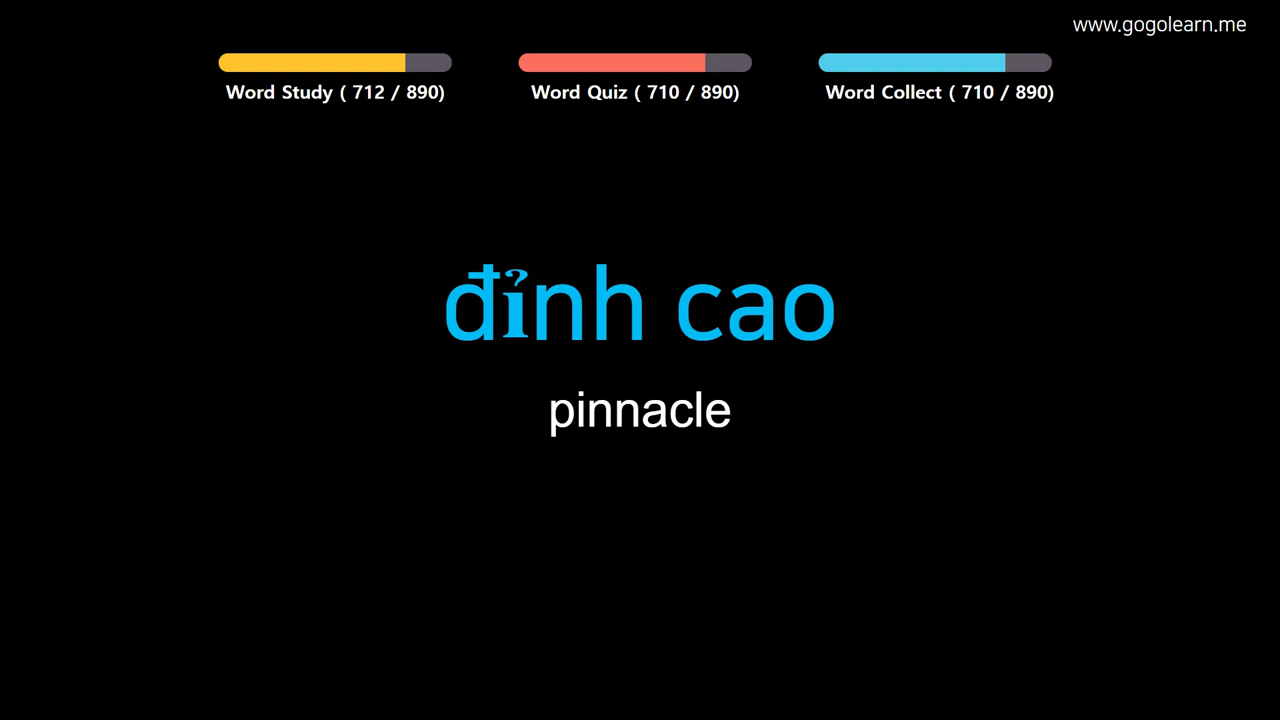 www.gogolearn.me
Word Study ( 712 / 890)
Word Quiz ( 710 / 890)
Word Collect ( 710 / 890)
đỉnh cao
pinnacle